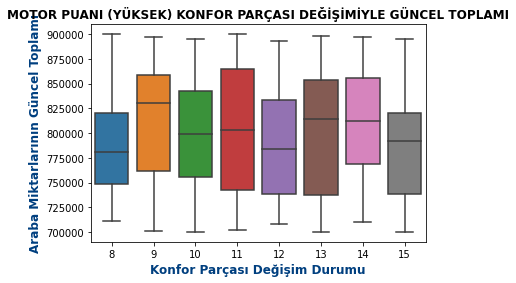 MOTOR PUANI (YÜKSEK) KONFOR PARÇASI DEĞİŞİMİYLE GÜNCEL TOPLAMI
Araba Miktarlarının Güncel Toplamı
900000
875000
850000
825000
800000
775000
750000
725000
700000
8 9 10 11 12 13 14 15
Konfor Parçası Değişim Durumu